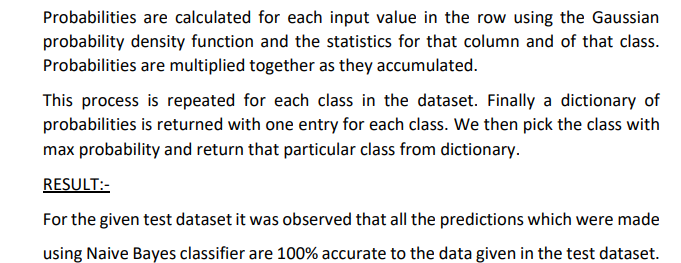 Probabilities are calculated for each input value in the row using the Gaussian
probability density function and the statistics for that column and of that class.
Probabilities are multiplied together as they accumulated.
This process is repeated for each class in the dataset. Finally a dictionary of
probabilities is returned with one entry for each class. We then pick the class with
max probability and return that particular class from dictionary.
RESULT:-
For the given test dataset it was observed that all the predictions which were made
using Naive Bayes classifier are 100% accurate to the data given in the test dataset.